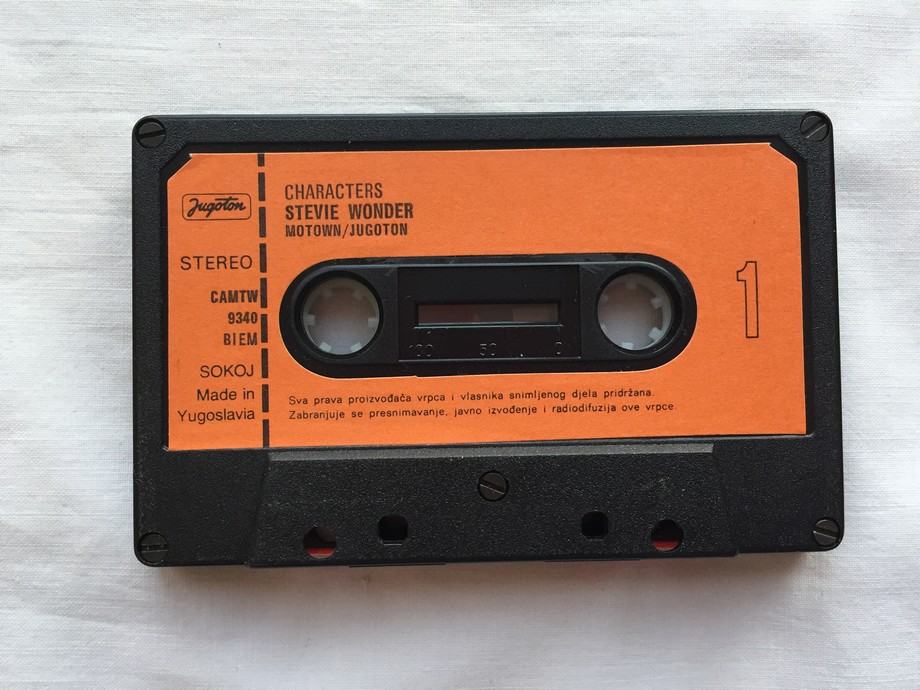 Jugoton
STEREO
CAMTW
9340
BIEM
SOKOJ
Made in
Yugoslavia
CHARACTERS
STEVIE WONDER
MOTOWN/JUGOTON
1
100 50 0
Sva prava proizvođača vrpca i vlasnika snimljenog djela pridržana.
Zabranjuje se presnimavanje, javno izvođenje i radiodifuzija ove vrpce.